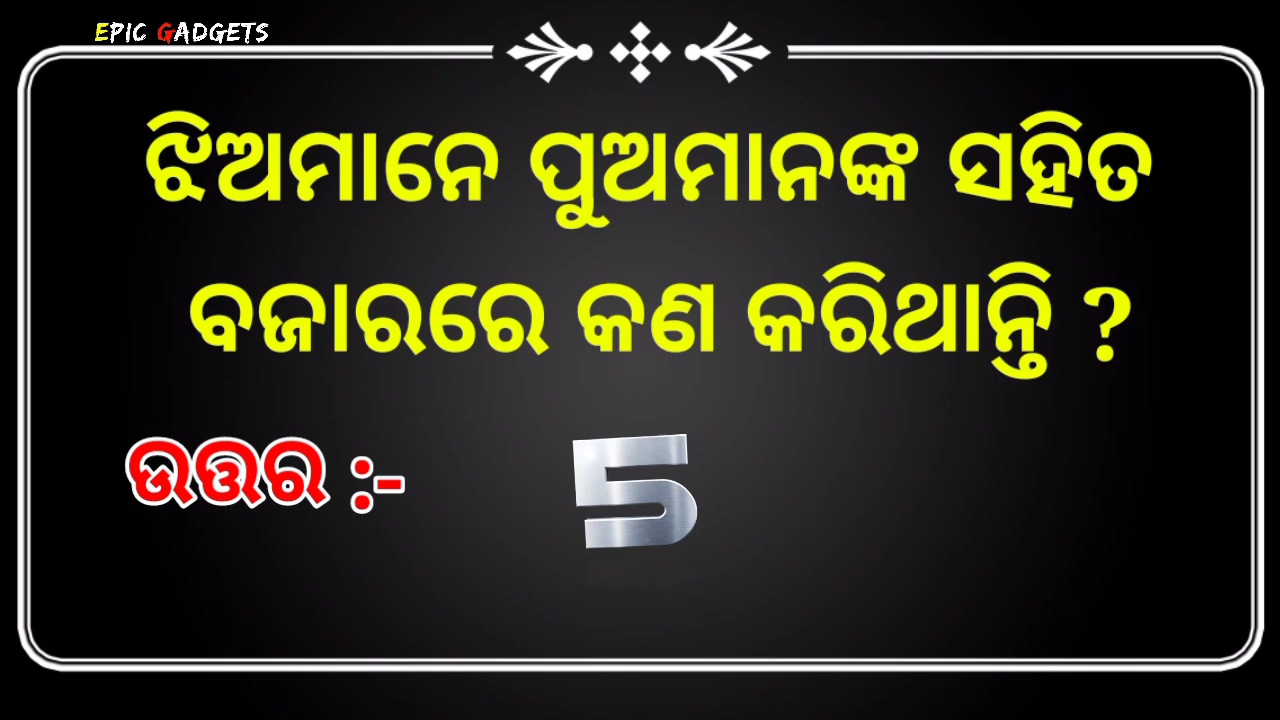 EPIC GADGETS
ଝିଅମାନେ ପୁଅମାନଙ୍କ ସହିତ
ବଜାରରେ କଣ କରିଥାନ୍ତି ?
ଉତ୍ତର :-
5